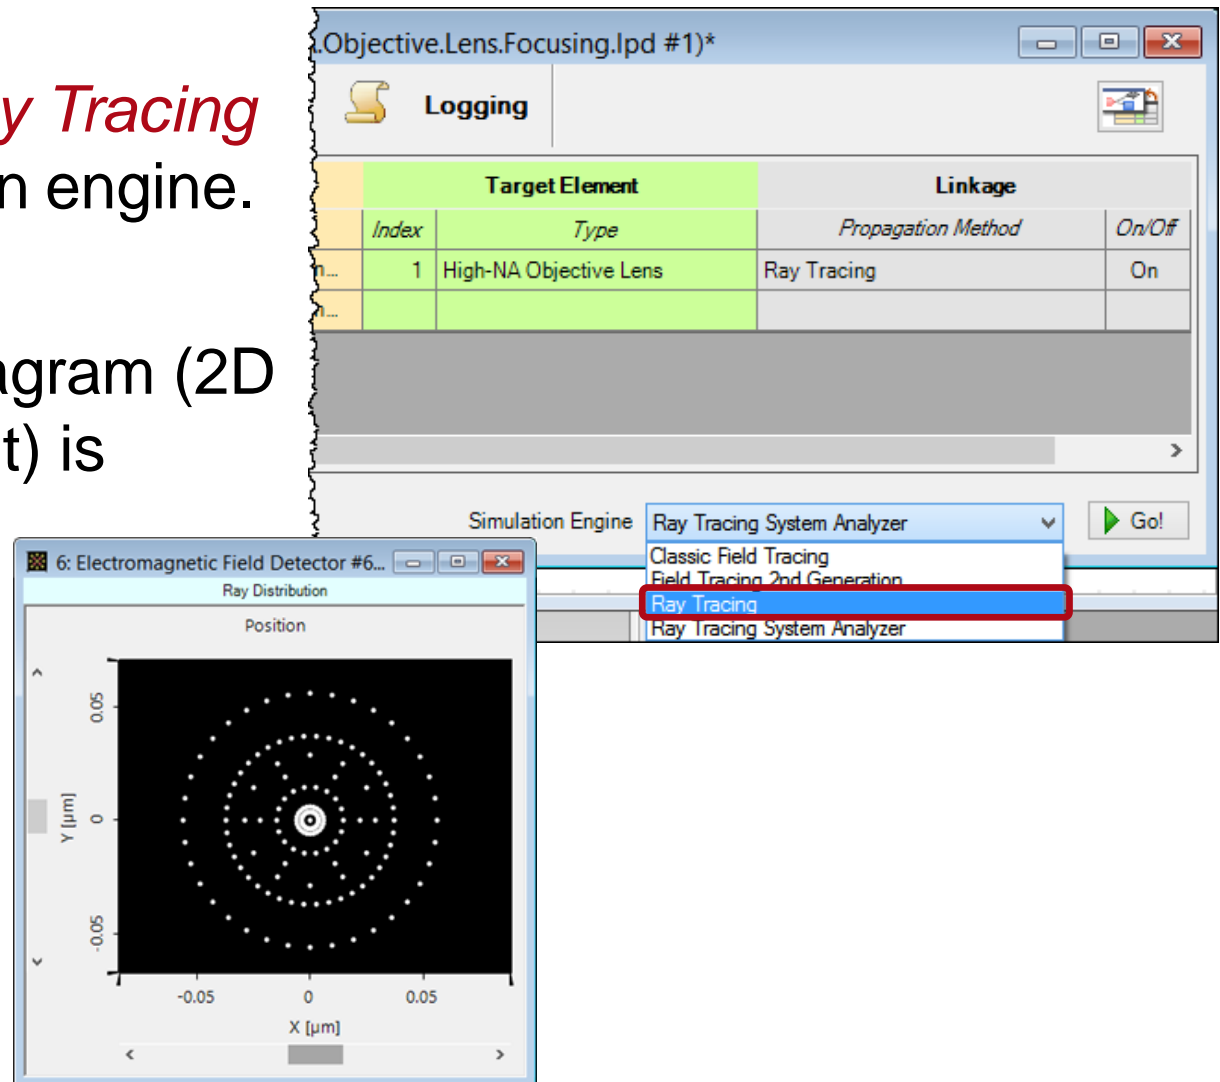 y Tracing
n engine.
agram (2D
t) is
.Objective.Lens.Focusing.lpd #1)*
Logging
Target Element Linkage
Index Type Propagation Method On/Off
n... 1 High-NA Objective Lens Ray Tracing On
n...
Simulation Engine Ray Tracing System Analyzer Go!
Classic Field Tracing
Field Tracing 2nd Generation
Ray Tracing
Ray Tracing System Analyzer
6: Electromagnetic Field Detector #6...
Ray Distribution
Position
Y [µm]
0.05
0
-0.05
-0.05 0 0.05
X [µm]